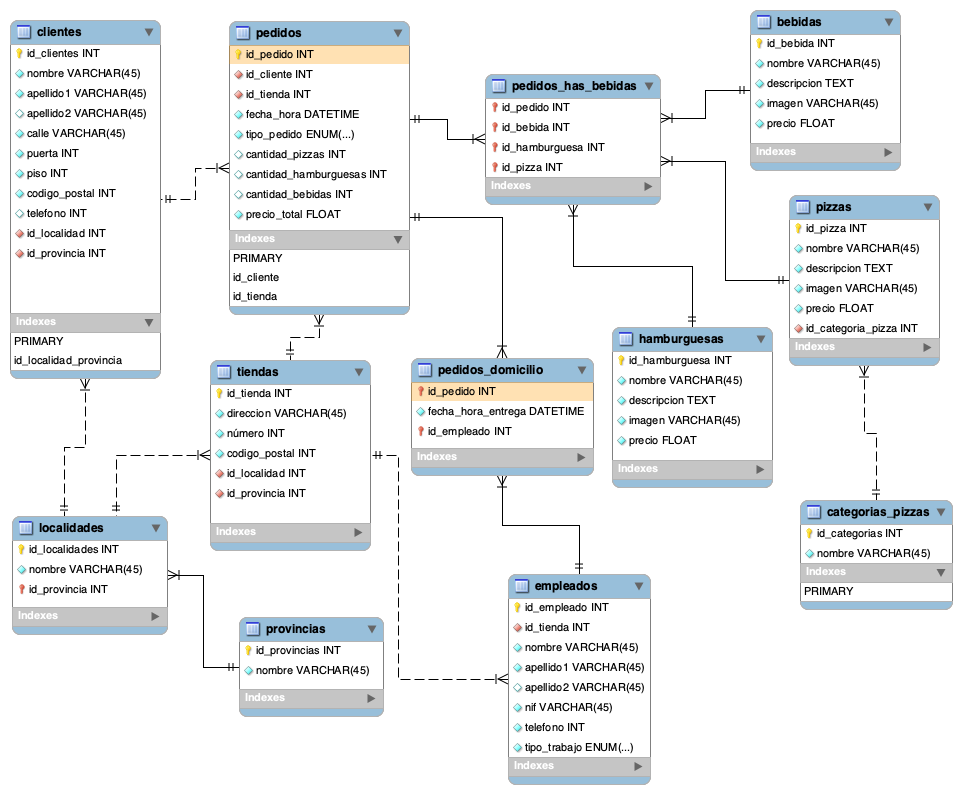 clientes
id_clientes INT
nombre VARCHAR(45)
apellido1 VARCHAR(45)
apellido2 VARCHAR(45)
calle VARCHAR(45)
puerta INT
piso INT
codigo_postal INT
telefono INT
id_localidad INT
id_provincia INT
Indexes
PRIMARY
id_localidad_provincia
pedidos
id_pedido INT
id_cliente INT
id_tienda INT
fecha_hora DATETIME
tipo_pedido ENUM(...)
cantidad_pizzas INT
cantidad_hamburguesas INT
cantidad_bebidas INT
precio_total FLOAT
Indexes
PRIMARY
id_cliente
id_tienda
pedidos_has_bebidas
id_pedido INT
id_bebida INT
id_hamburguesa INT
id_pizza INT
Indexes
bebidas
id_bebida INT
nombre VARCHAR(45)
descripcion TEXT
imagen VARCHAR(45)
precio FLOAT
Indexes
pizzas
id_pizza INT
nombre VARCHAR(45)
descripcion TEXT
imagen VARCHAR(45)
precio FLOAT
id_categoria_pizza INT
Indexes
hamburguesas
id_hamburguesa INT
nombre VARCHAR(45)
descripcion TEXT
imagen VARCHAR(45)
precio FLOAT
Indexes
tiendas
id_tienda INT
direccion VARCHAR(45)
número INT
codigo_postal INT
id_localidad INT
id_provincia INT
Indexes
pedidos_domicilio
id_pedido INT
fecha_hora_entrega DATETIME
id_empleado INT
Indexes
categorias_pizzas
id_categorias INT
nombre VARCHAR(45)
Indexes
PRIMARY
localidades
id_localidades INT
nombre VARCHAR(45)
id_provincia INT
Indexes
provincias
id_provincias INT
nombre VARCHAR(45)
Indexes
empleados
id_empleado INT
id_tienda INT
nombre VARCHAR(45)
apellido1 VARCHAR(45)
apellido2 VARCHAR(45)
nif VARCHAR(45)
telefono INT
tipo_trabajo ENUM(...)
Indexes